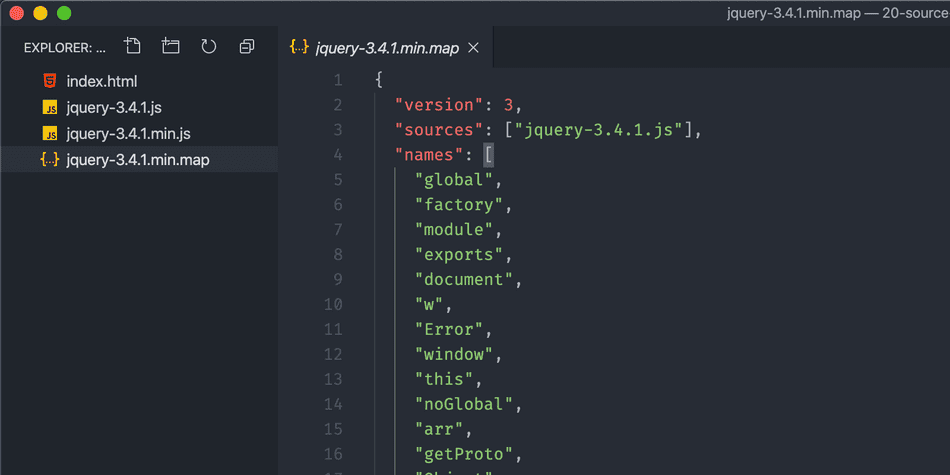 jquery-3.4.1.min.map — 20-source
EXPLORER: ...
index.html
JS jquery-3.4.1.js
JS jquery-3.4.1.min.js
{..} jquery-3.4.1.min.map
{..} jquery-3.4.1.min.map ×
1 {
2 "version": 3,
3 "sources": ["jquery-3.4.1.js"],
4 "names": [
5 "global",
6 "factory",
7 "module",
8 "exports",
9 "document",
10 "w",
11 "Error",
12 "window",
13 "this",
14 "noGlobal",
15 "arr",
16 "getProto",